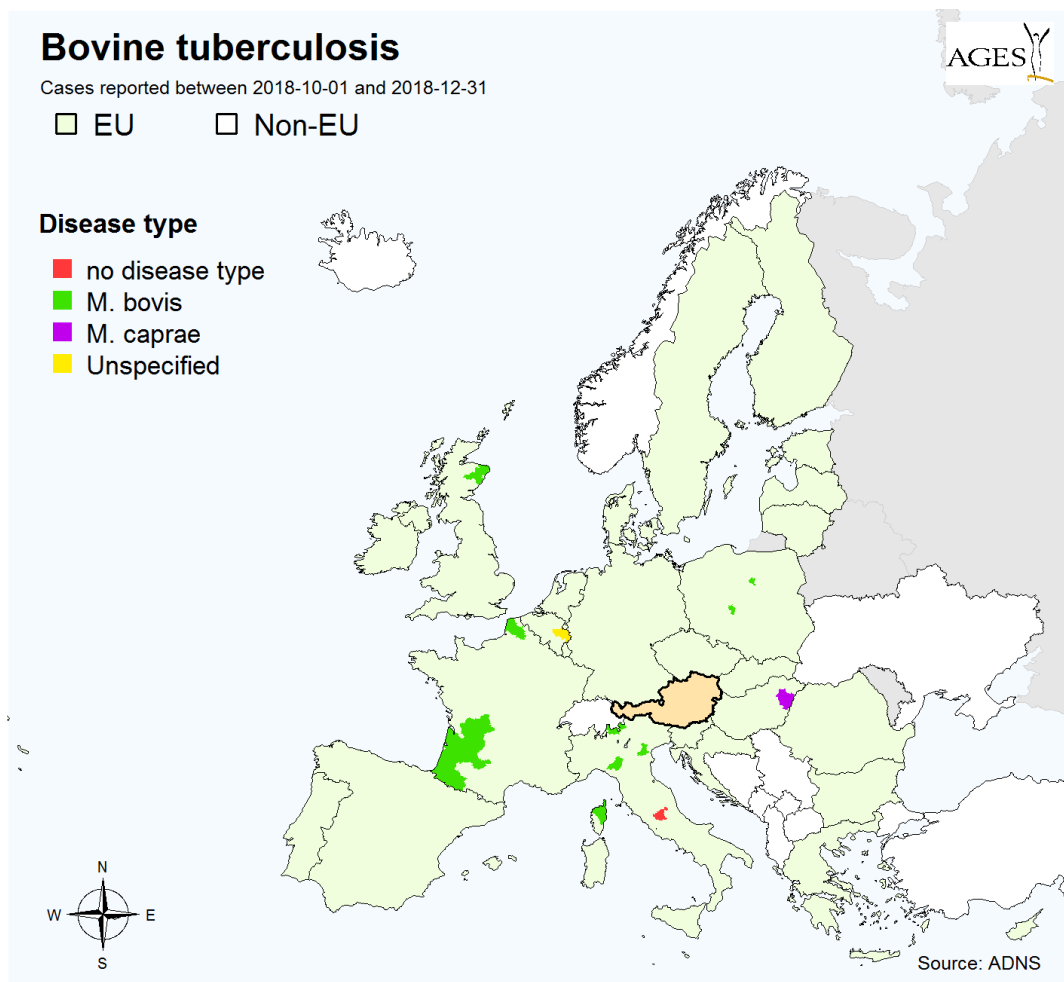 Bovine tuberculosis
AGES
Cases reported between 2018-10-01 and 2018-12-31
EU
Non-EU
Disease type
no disease type
M. bovis
M. caprae
Unspecified
N
W
E
S
Source: ADNS